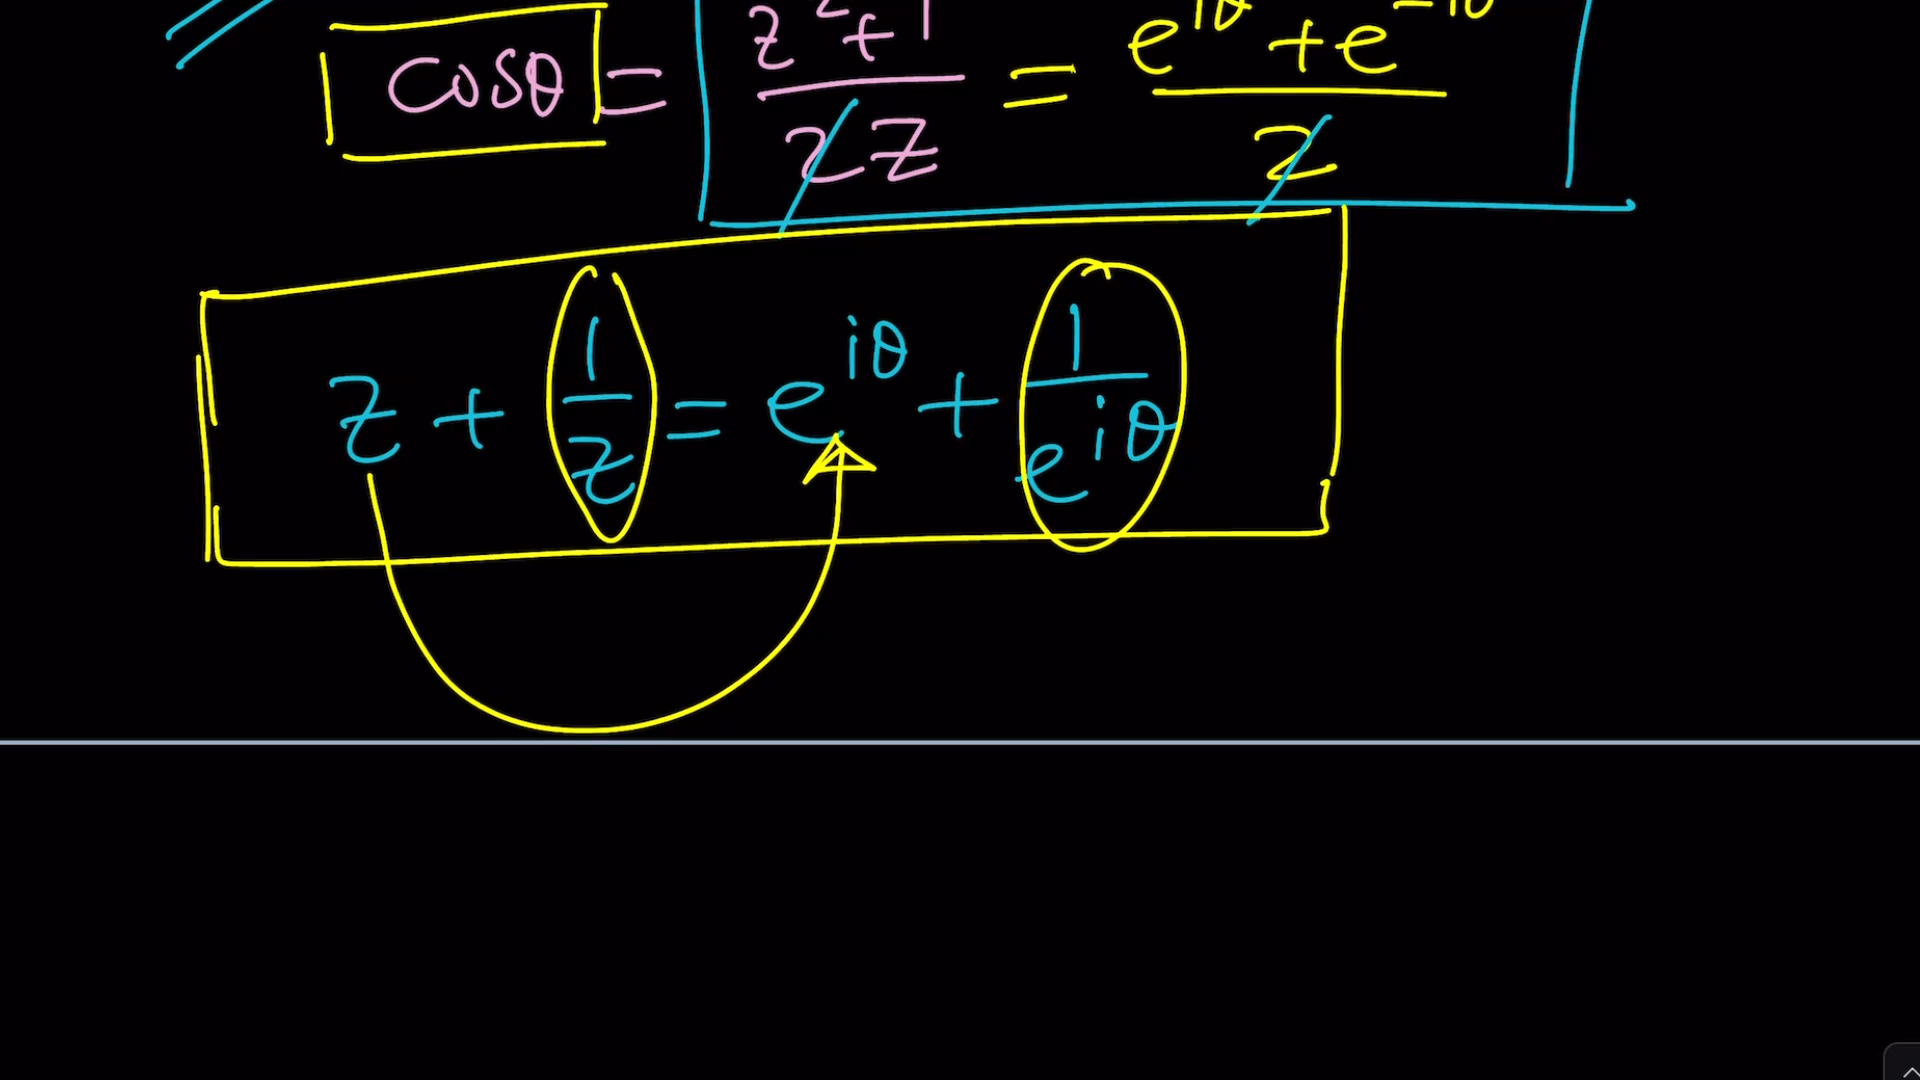 cosθ = z²+1 / 2z = e^iθ + e^-iθ / 2
z + 1/z = e^iθ + 1/e^iθ